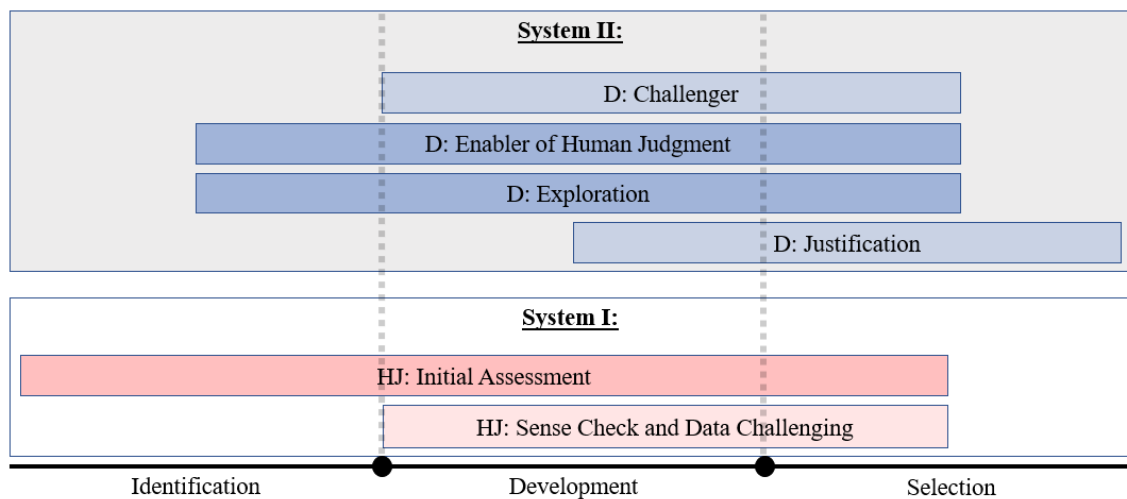 System II:
D: Challenger
D: Enabler of Human Judgment
D: Exploration
D: Justification
System I:
HJ: Initial Assessment
HJ: Sense Check and Data Challenging
Identification Development Selection